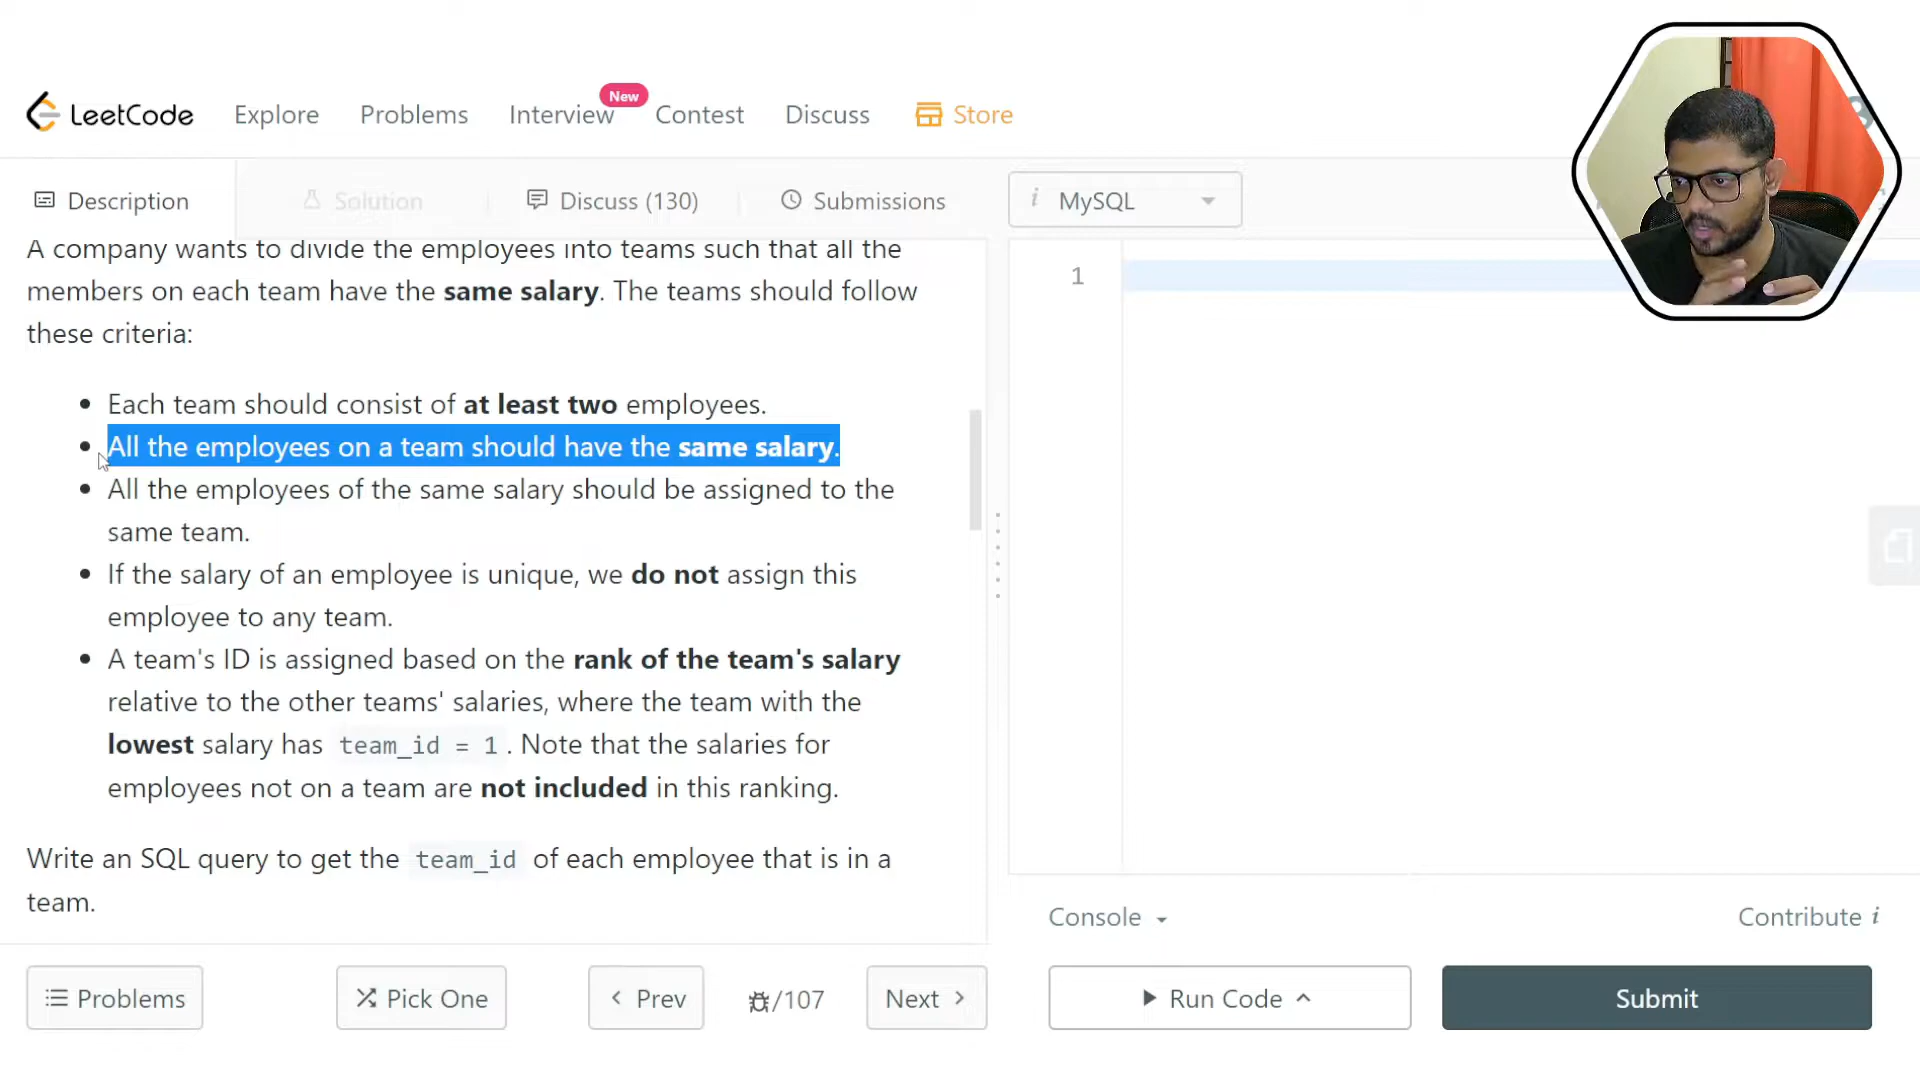 LeetCode
Explore
Problems
Interview
New
Contest
Discuss
Store
Description
Solution
Discuss (130)
Submissions
i MySQL
A company wants to divide the employees into teams such that all the
members on each team have the same salary. The teams should follow
these criteria:
• Each team should consist of at least two employees.
• All the employees on a team should have the same salary.
• All the employees of the same salary should be assigned to the
same team.
• If the salary of an employee is unique, we do not assign this
employee to any team.
• A team's ID is assigned based on the rank of the team's salary
relative to the other teams' salaries, where the team with the
lowest salary has team_id = 1. Note that the salaries for
employees not on a team are not included in this ranking.
Write an SQL query to get the team_id of each employee that is in a
team.
1
Console
Contribute i
Problems
Pick One
Prev
/107
Next
Run Code
Submit